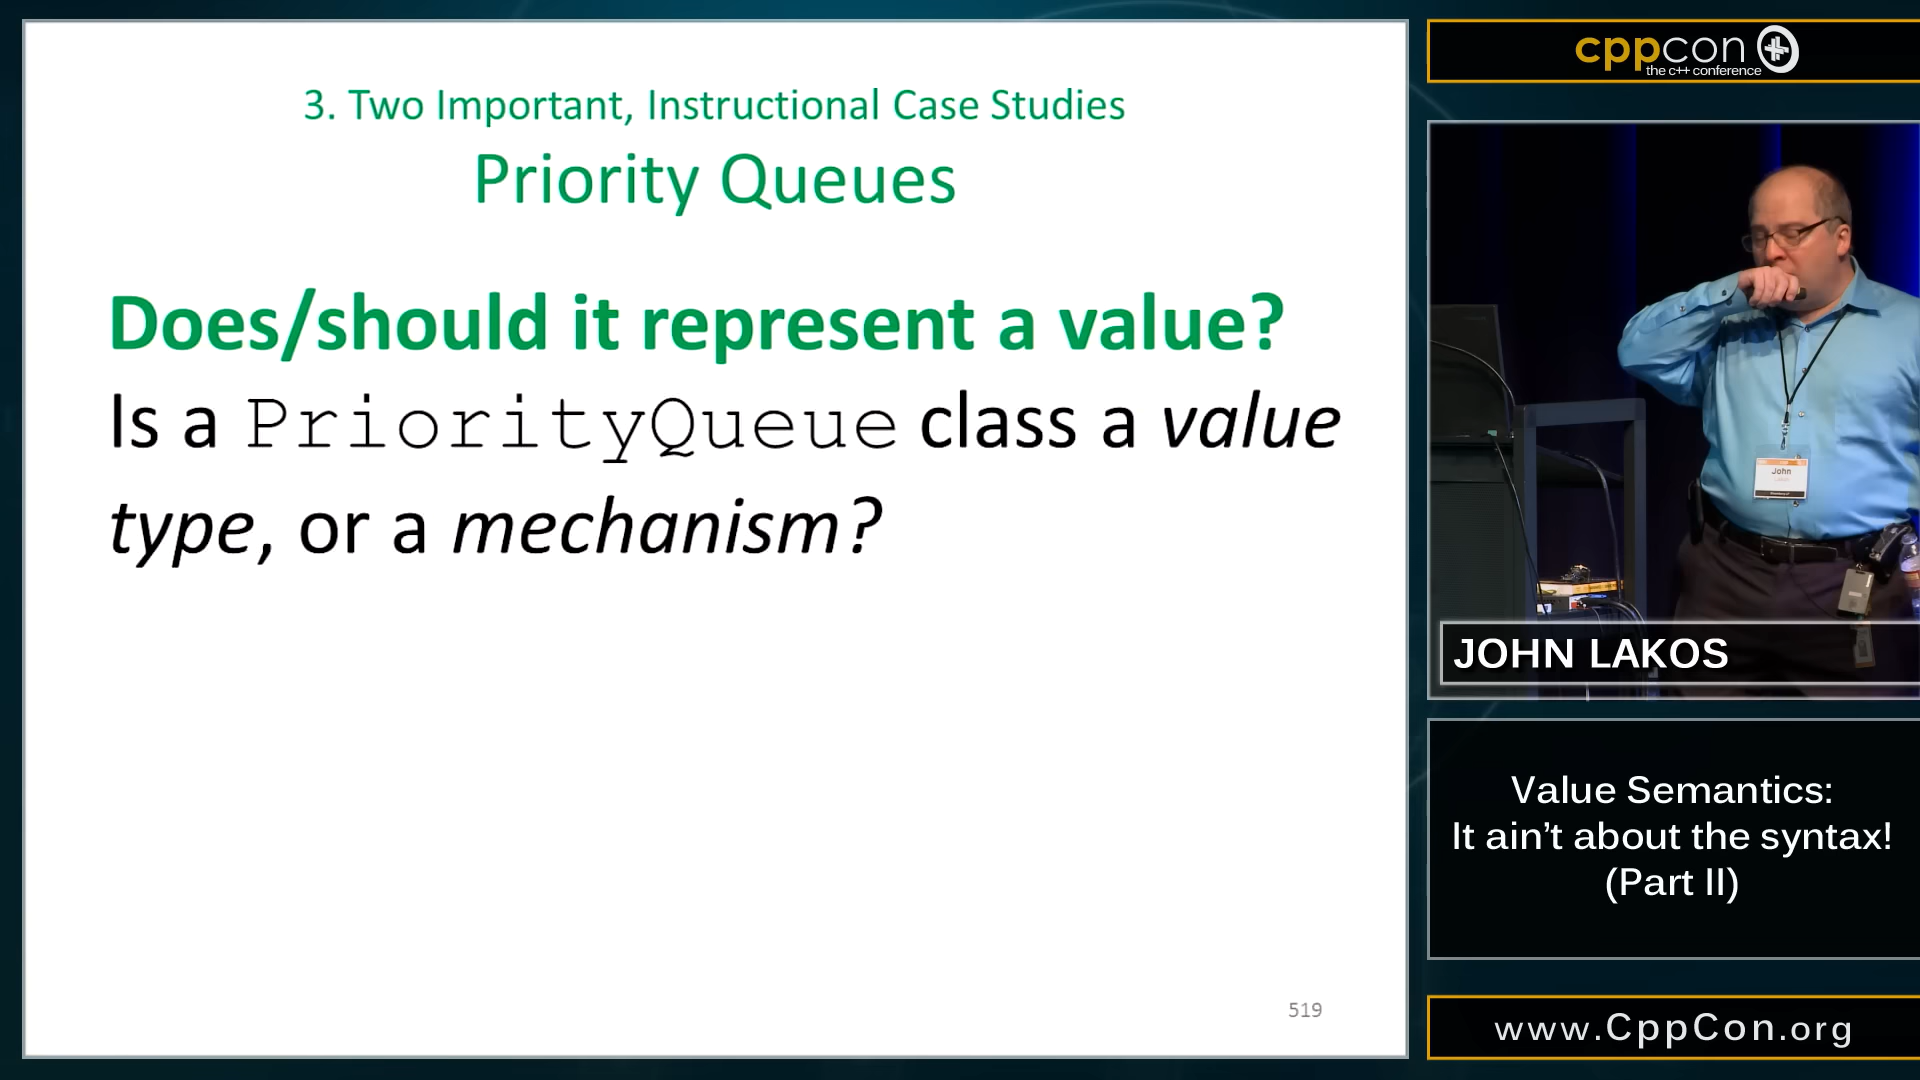 3. Two Important, Instructional Case Studies
Priority Queues
Does/should it represent a value?
Is a PriorityQueue class a value
type, or a mechanism?
519
cppcon
the c++ conference
John
JOHN LAKOS
Value Semantics:
It ain't about the syntax!
(Part II)
www.CppCon.org